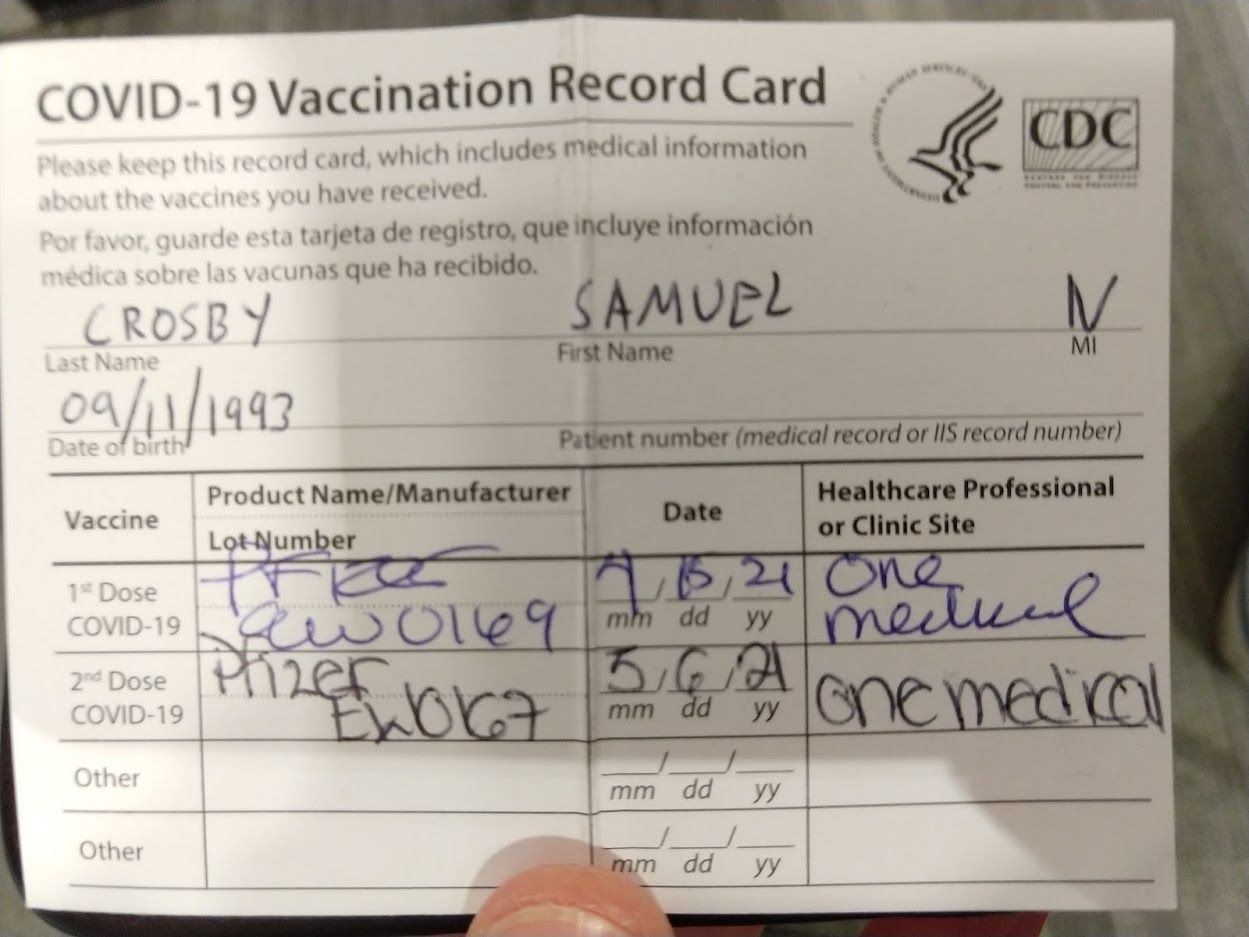 COVID-19 Vaccination Record Card
CDC
Please keep this record card, which includes medical information
about the vaccines you have received.
Por favor, guarde esta tarjeta de registro, que incluye información
médica sobre las vacunas que ha recibido.
CROSBY SAMUEL N
Last Name First Name MI
09/11/1993
Date of birth Patient number (medical record or IIS record number)
Vaccine Product Name/Manufacturer Date Healthcare Professional
Lot Number or Clinic Site
1st Dose 15 / 21 One
COVID-19 mm dd yy medical
2nd Dose Pfizer 5 / 6 / 21 one medical
COVID-19 mm dd yy
Other / /
mm dd yy
Other / /
mm dd yy